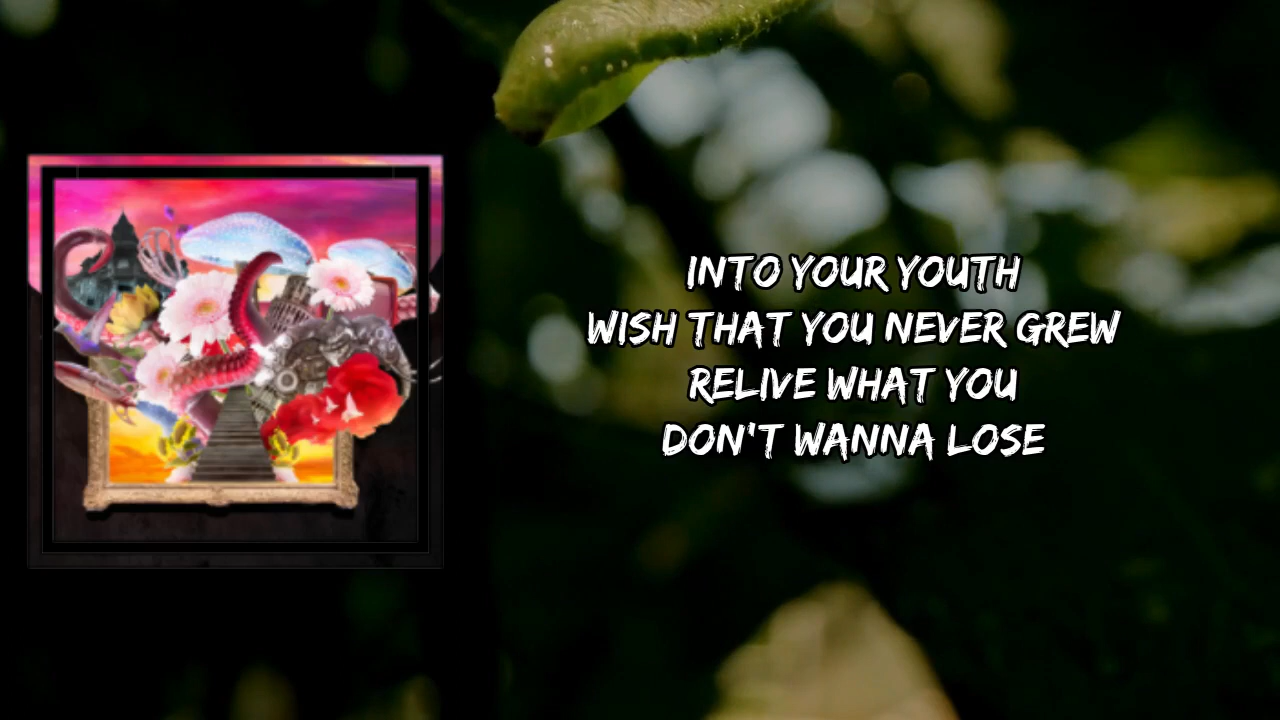 INTO YOUR YOUTH
WISH THAT YOU NEVER GREW
RELIVE WHAT YOU
DON'T WANNA LOSE